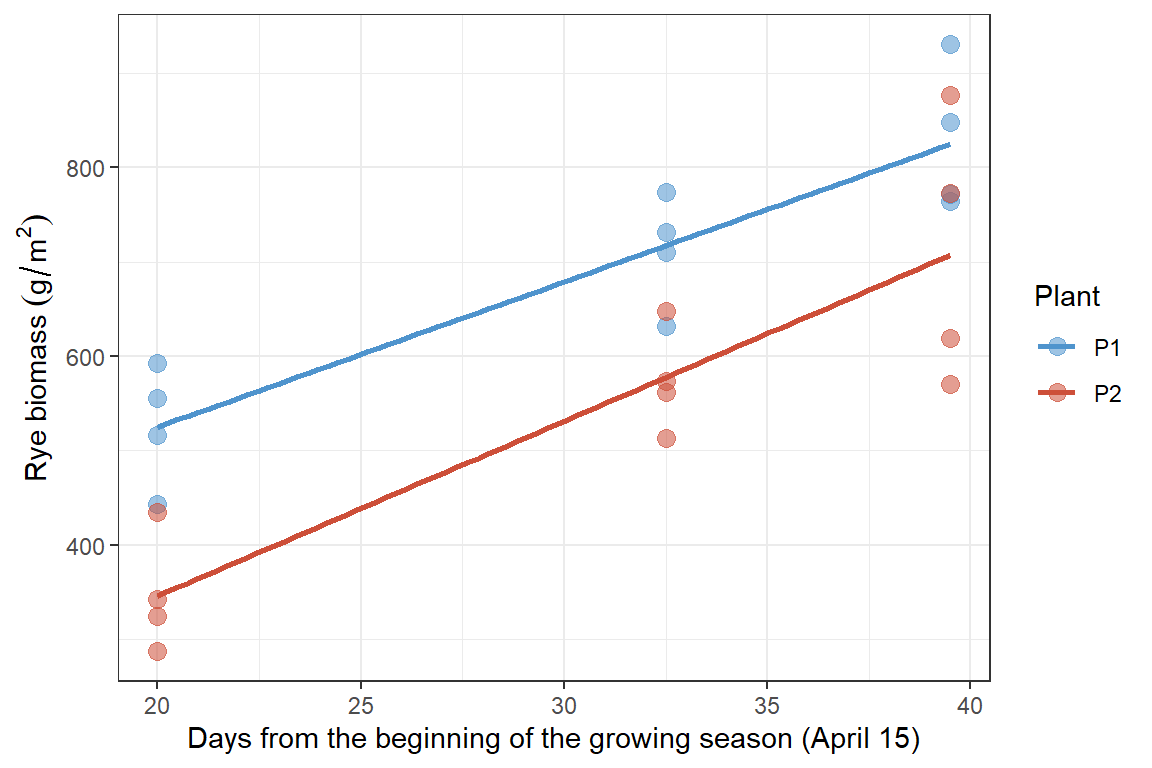 Rye biomass (g/m²)
800
600
400
20 25 30 35 40
Days from the beginning of the growing season (April 15)
Plant
P1
P2